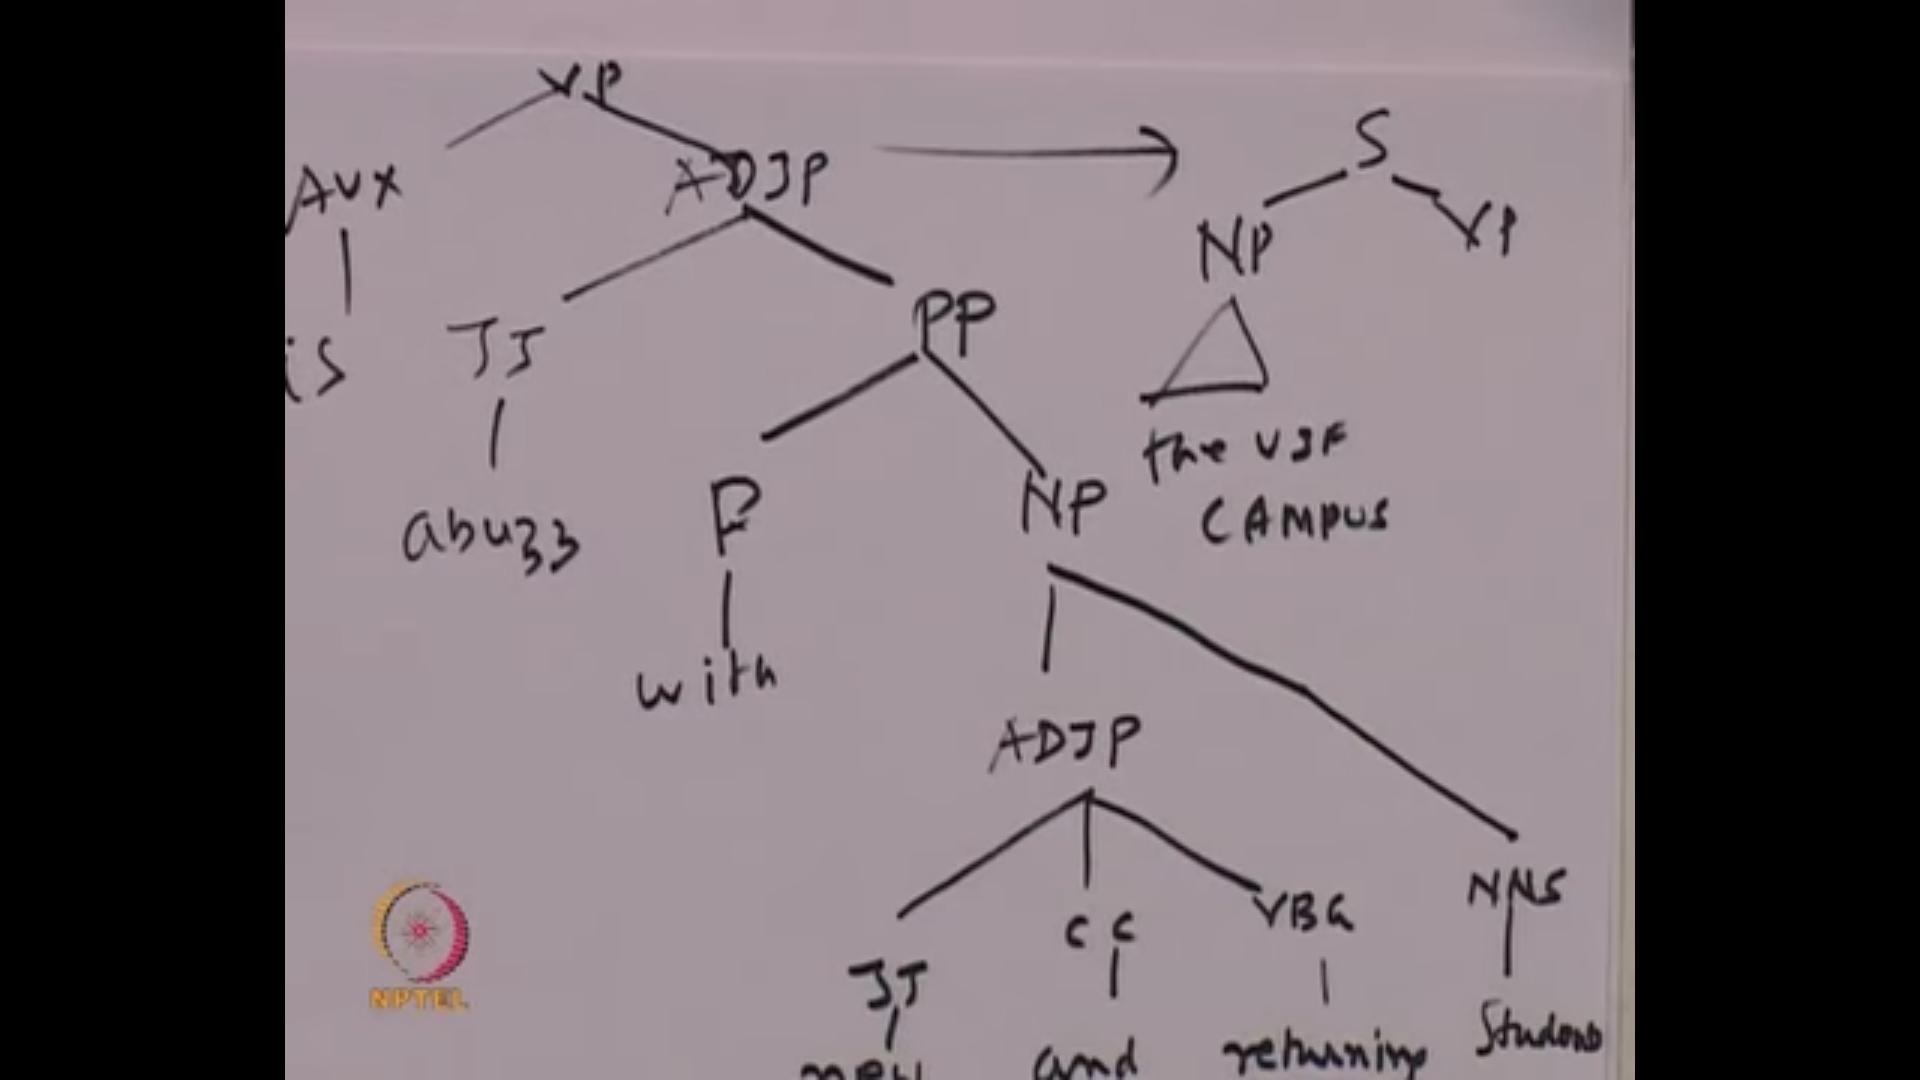 VP
AUX ADJP S
NP VP
is JJ PP
the VJF
abuzz P NP CAMPUS
with
ADJP
CC VBG NNS
JJ
new and returning Students
NPTEL